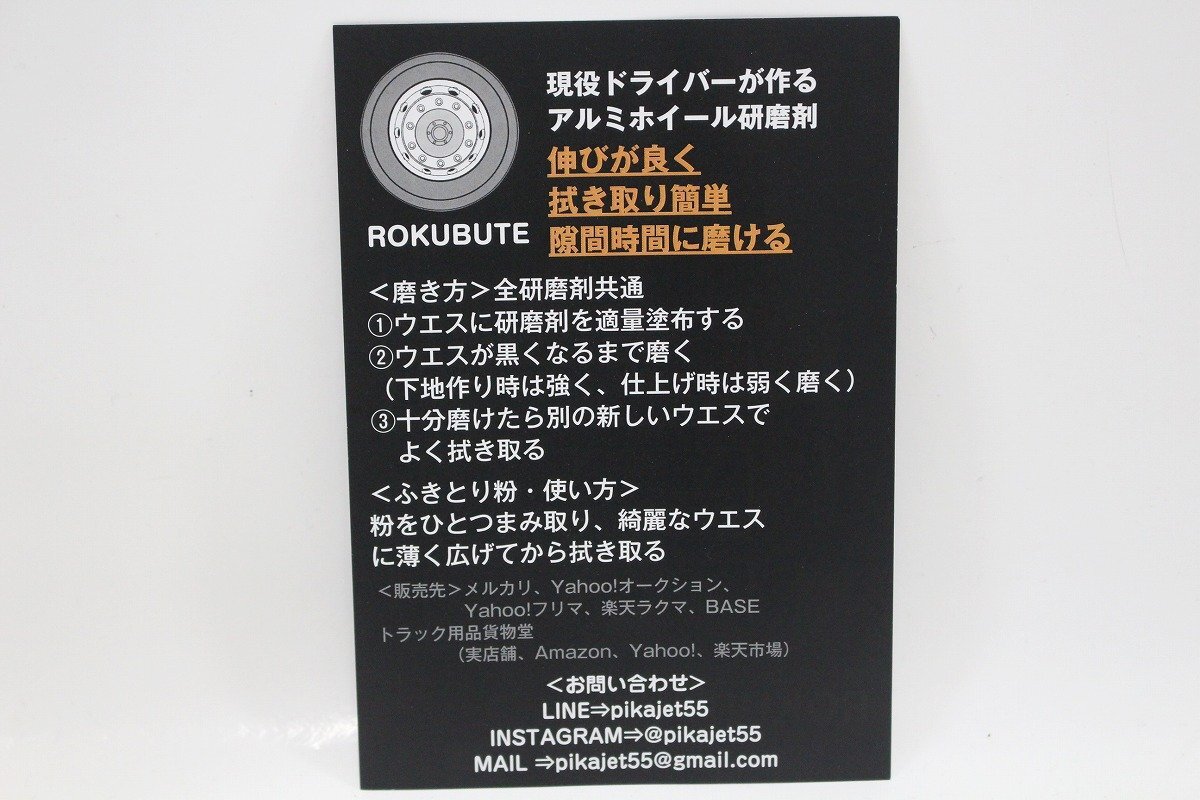 現役ドライバーが作る
アルミホイール研磨剤
伸びが良く
拭き取り簡単
隙間時間に磨ける
ROKUBUTE
＜磨き方＞全研磨剤共通
①ウエスに研磨剤を適量塗布する
②ウエスが黒くなるまで磨く
（下地作り時は強く、仕上げ時は弱く磨く）
③十分磨けたら別の新しいウエスで
よく拭き取る
＜ふきとり粉・使い方＞
粉をひとつまみ取り、綺麗なウエス
に薄く広げてから拭き取る
＜販売先＞メルカリ、Yahoo!オークション、
Yahoo!フリマ、楽天ラクマ、BASE
トラック用品貨物堂
（実店舗、Amazon、Yahoo!、楽天市場）
＜お問い合わせ＞
LINE⇒pikajet55
INSTAGRAM⇒@pikajet55
MAIL ⇒pikajet55@gmail.com